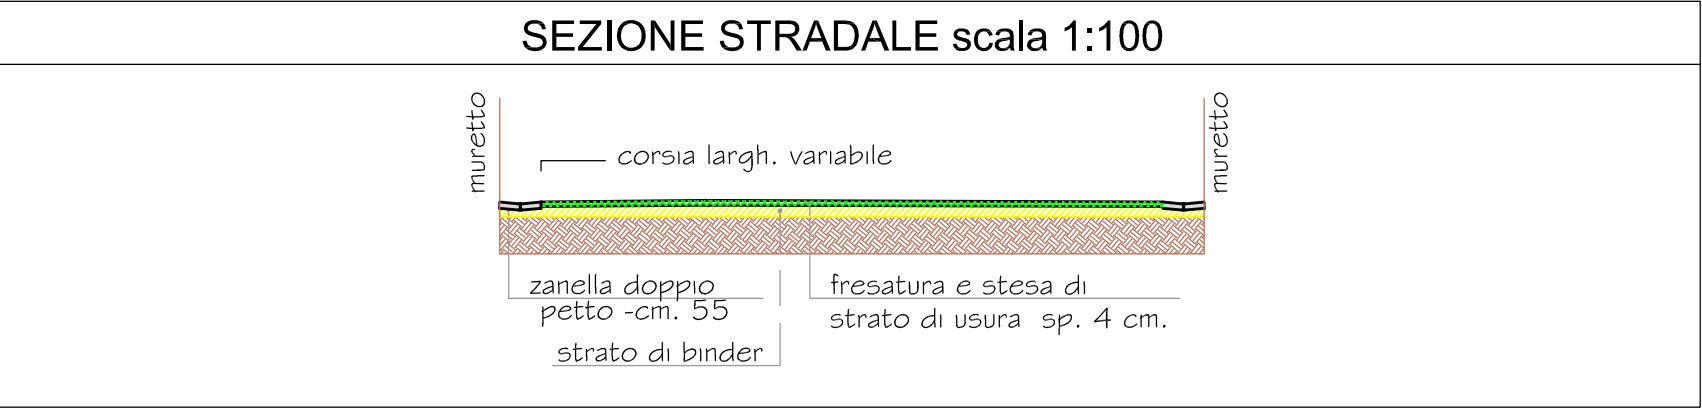 SEZIONE STRADALE scala 1:100
muretto
muretto
corsia largh. variabile
zanella doppio
petto -cm. 55
fresatura e stesa di
strato di usura sp. 4 cm.
strato di binder